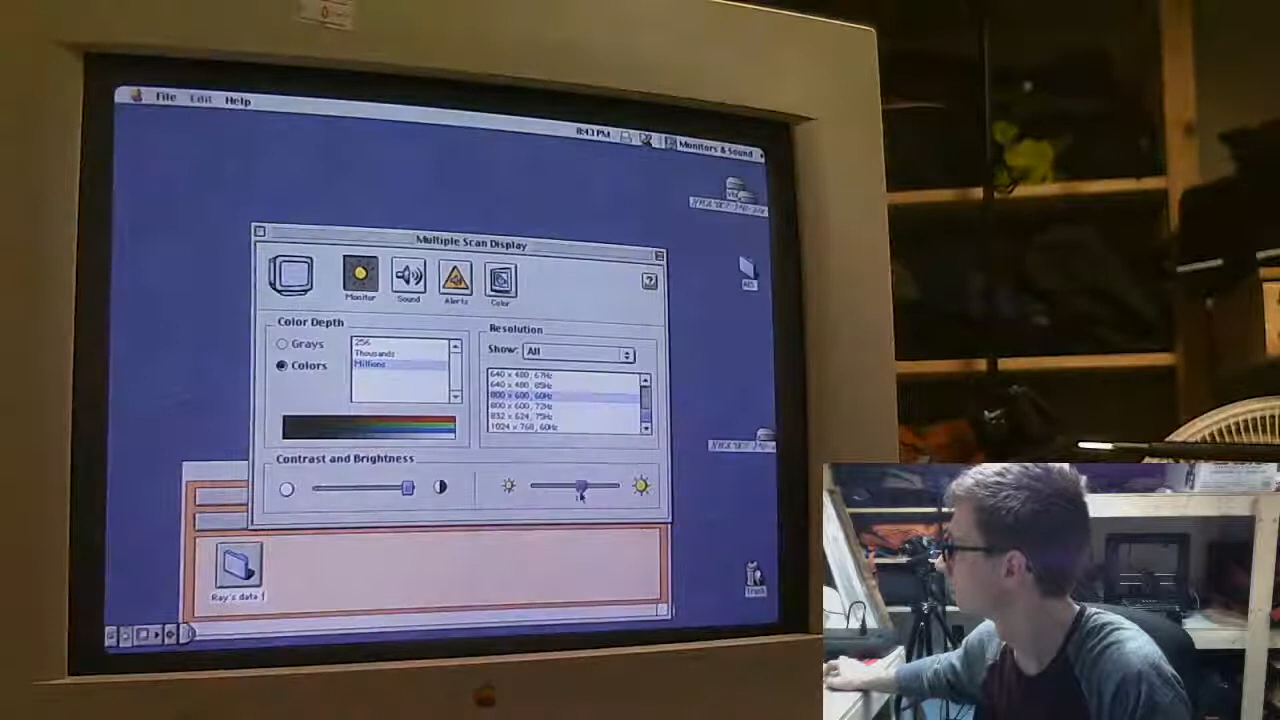 File Edit Help
8:43 PM
Monitors & Sound
Multiple Scan Display
Monitor
Sound
Alerts
Color
?
Color Depth
Grays
Colors
256
Thousands
Millions
Resolution
Show: All
640 x 480, 67Hz
640 x 480, 85Hz
800 x 600, 60Hz
800 x 600, 72Hz
832 x 624, 75Hz
1024 x 768, 60Hz
Contrast and Brightness
Ray's data
Trash